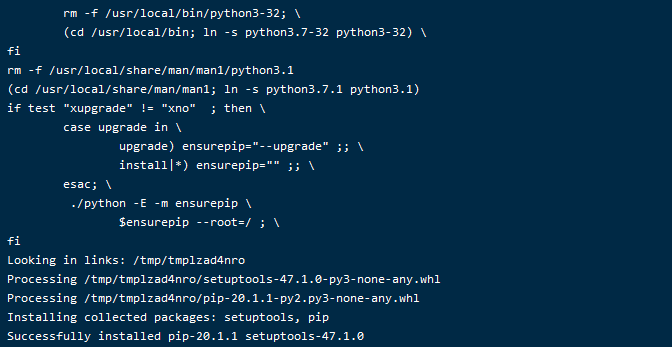 rm -f /usr/local/bin/python3-32; \
(cd /usr/local/bin; ln -s python3.7-32 python3-32) \
fi
rm -f /usr/local/share/man/man1/python3.1
(cd /usr/local/share/man/man1; ln -s python3.7.1 python3.1)
if test "xupgrade" != "xno"  ; then \
case upgrade in \
upgrade) ensurepip="--upgrade" ;; \
install|*) ensurepip="" ;; \
esac; \
./python -E -m ensurepip \
$ensurepip --root=/ ; \
fi
Looking in links: /tmp/tmplzad4nro
Processing /tmp/tmplzad4nro/setuptools-47.1.0-py3-none-any.whl
Processing /tmp/tmplzad4nro/pip-20.1.1-py2.py3-none-any.whl
Installing collected packages: setuptools, pip
Successfully installed pip-20.1.1 setuptools-47.1.0